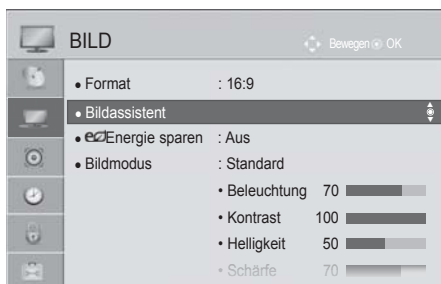 BILD
Bewegen OK
• Format : 16:9
• Bildassistent
• eco Energie sparen : Aus
• Bildmodus : Standard
• Beleuchtung 70
• Kontrast 100
• Helligkeit 50
• Schärfe 70